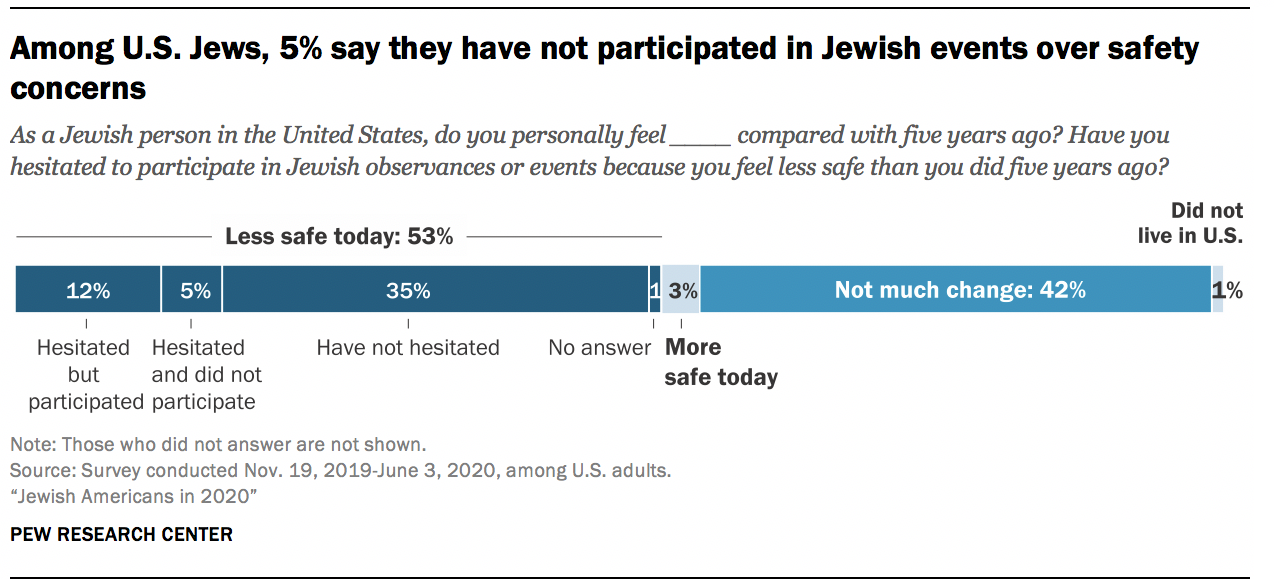 Among U.S. Jews, 5% say they have not participated in Jewish events over safety
concerns
As a Jewish person in the United States, do you personally feel ____ compared with five years ago? Have you
hesitated to participate in Jewish observances or events because you feel less safe than you did five years ago?
Did not
live in U.S.
Less safe today: 53%
12% 5% 35% 1 3% Not much change: 42% 1%
Hesitated
but
participated
Hesitated
and did not
participate
Have not hesitated
No answer
More
safe today
Note: Those who did not answer are not shown.
Source: Survey conducted Nov. 19, 2019-June 3, 2020, among U.S. adults.
“Jewish Americans in 2020”
PEW RESEARCH CENTER